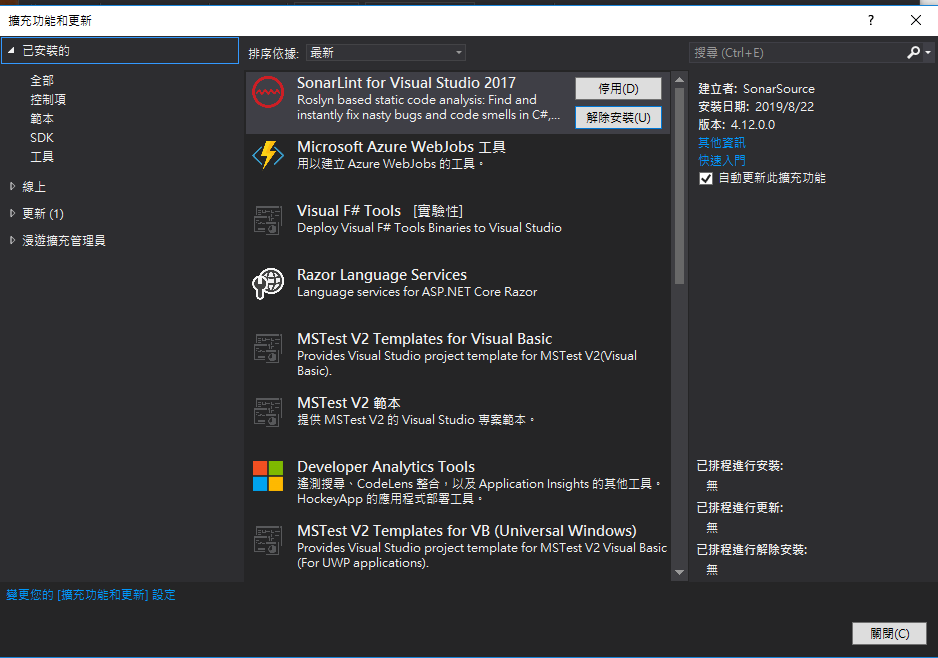 擴充功能和更新
?
已安裝的
全部
控制項
範本
SDK
工具
線上
更新 (1)
漫遊擴充管理員
排序依據: 最新
SonarLint for Visual Studio 2017
Roslyn based static code analysis: Find and
instantly fix nasty bugs and code smells in C#,...
停用(D)
解除安裝(U)
Microsoft Azure WebJobs 工具
用以建立 Azure WebJobs 的工具。
Visual F# Tools [實驗性]
Deploy Visual F# Tools Binaries to Visual Studio
Razor Language Services
Language services for ASP.NET Core Razor
MSTest V2 Templates for Visual Basic
Provides Visual Studio project template for MSTest V2(Visual
Basic).
MSTest V2 範本
提供 MSTest V2 的 Visual Studio 專案範本。
Developer Analytics Tools
遙測搜尋、CodeLens 整合，以及 Application Insights 的其他工具。
HockeyApp 的應用程式部署工具。
MSTest V2 Templates for VB (Universal Windows)
Provides Visual Studio project template for MSTest V2 Visual Basic
(For UWP applications).
搜尋 (Ctrl+E)
建立者: SonarSource
安裝日期: 2019/8/22
版本: 4.12.0.0
其他資訊
快速入門
自動更新此擴充功能
已排程進行安裝:
無
已排程進行更新:
無
已排程進行解除安裝:
無
變更您的 [擴充功能和更新] 設定
關閉(C)